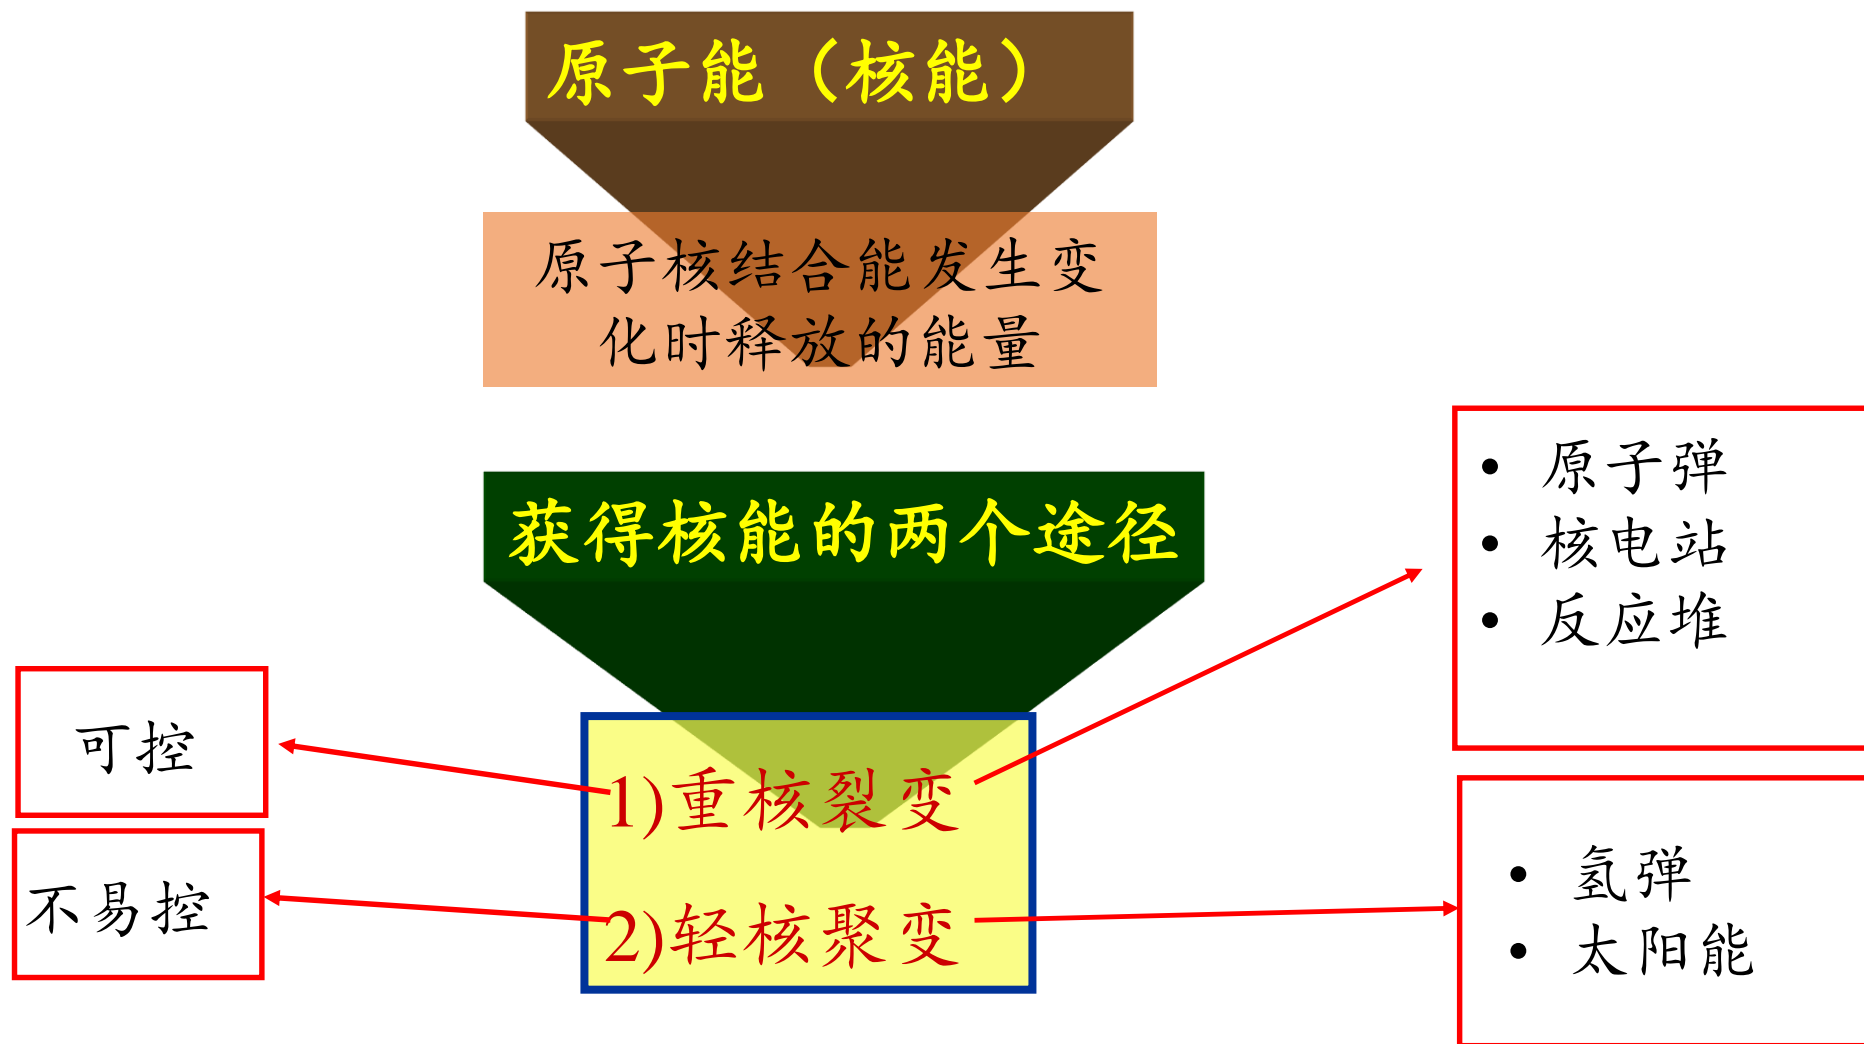 原子能（核能）
原子核结合能发生变
化时释放的能量
获得核能的两个途径
• 原子弹
• 核电站
• 反应堆
可控
1)重核裂变
不易控
2)轻核聚变
• 氢弹
• 太阳能